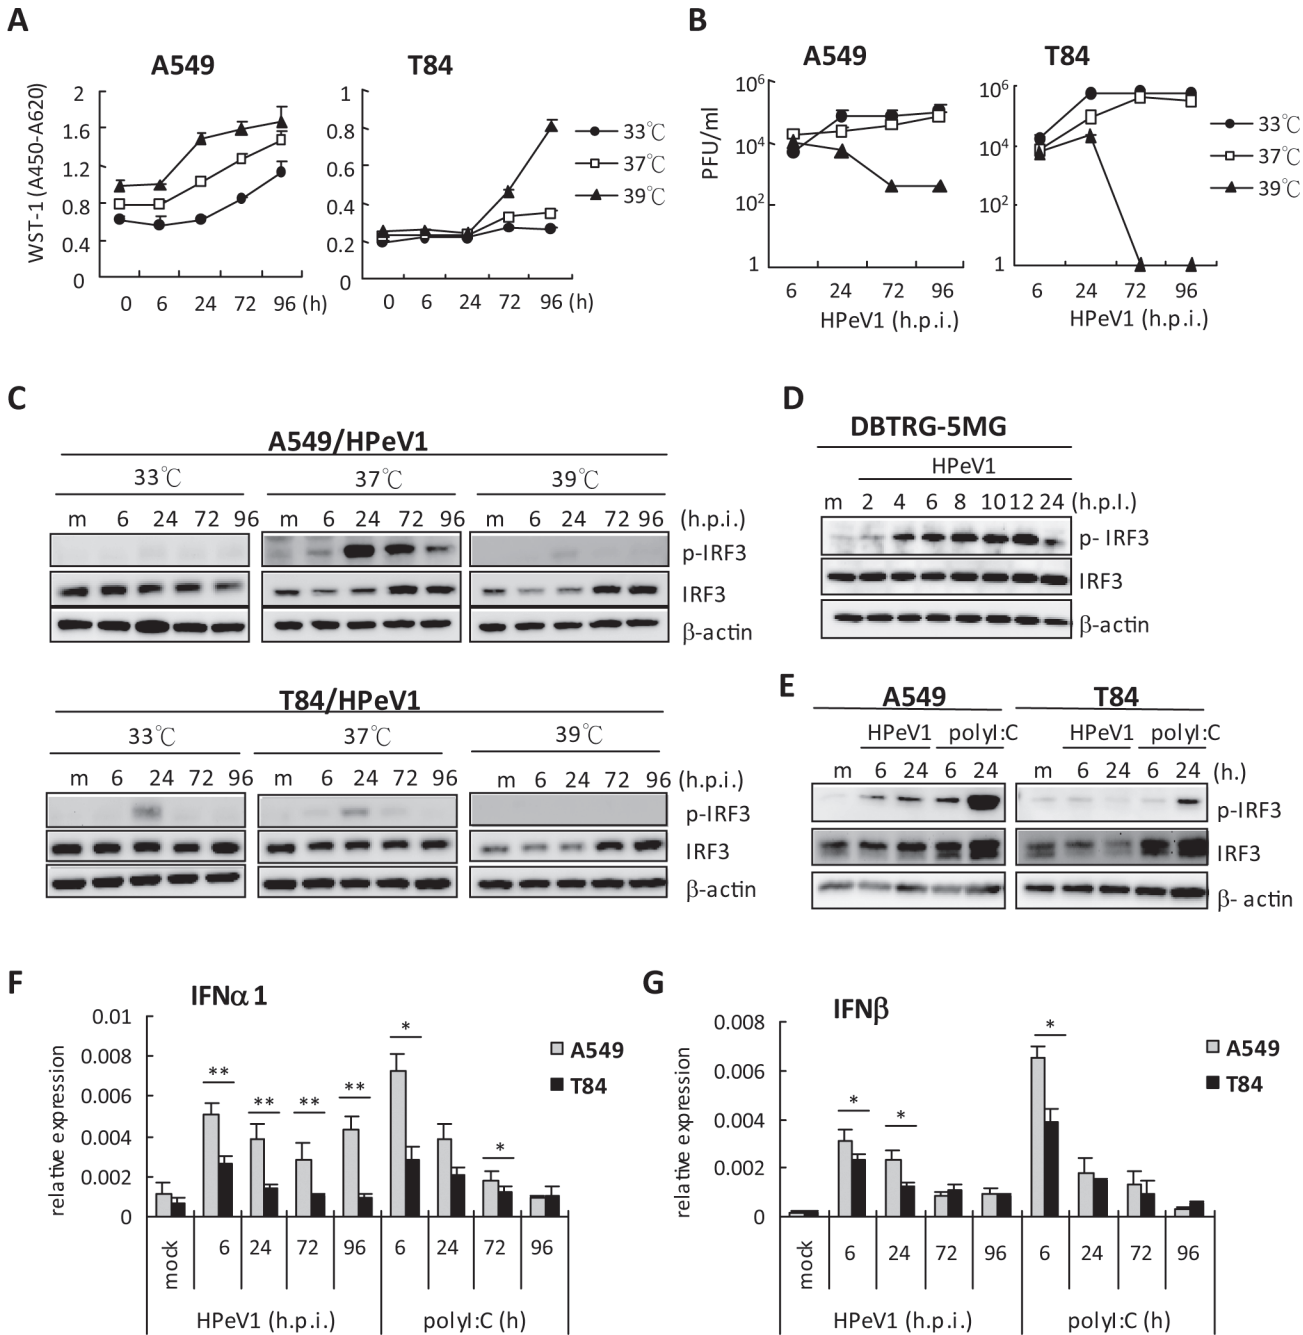 A
A549
T84
WST-1 (A450-A620)
2
1.6
1.2
0.8
0.4
0
0 6 24 72 96 (h)
1
0.8
0.6
0.4
0.2
0
0 6 24 72 96 (h)
33℃
37℃
39℃
B
A549
T84
PFU/ml
10⁶
10⁴
10²
1
6 24 72 96
HPeV1 (h.p.i.)
10⁶
10⁴
10²
1
6 24 72 96
HPeV1 (h.p.i.)
33℃
37℃
39℃
C
A549/HPeV1
33℃ 37℃ 39℃
m 6 24 72 96 m 6 24 72 96 m 6 24 72 96 (h.p.i.)
p-IRF3
IRF3
β-actin
T84/HPeV1
33℃ 37℃ 39℃
m 6 24 72 96 m 6 24 72 96 m 6 24 72 96 (h.p.i.)
p-IRF3
IRF3
β-actin
D
DBTRG-5MG
HPeV1
m 2 4 6 8 10 12 24 (h.p.I.)
p- IRF3
IRF3
β-actin
E
A549 T84
HPeV1 polyI:C HPeV1 polyI:C
m 6 24 6 24 m 6 24 6 24 (h.)
p-IRF3
IRF3
β- actin
F
IFNα1
relative expression
0.01
0.008
0.006
0.004
0.002
0
A549
T84
** ** ** ** * *
mock 6 24 72 96 6 24 72 96
HPeV1 (h.p.i.) polyI:C (h)
G
IFNβ
relative expression
0.008
0.006
0.004
0.002
0
A549
T84
* * *
mock 6 24 72 96 6 24 72 96
HPeV1 (h.p.i.) polyI:C (h)